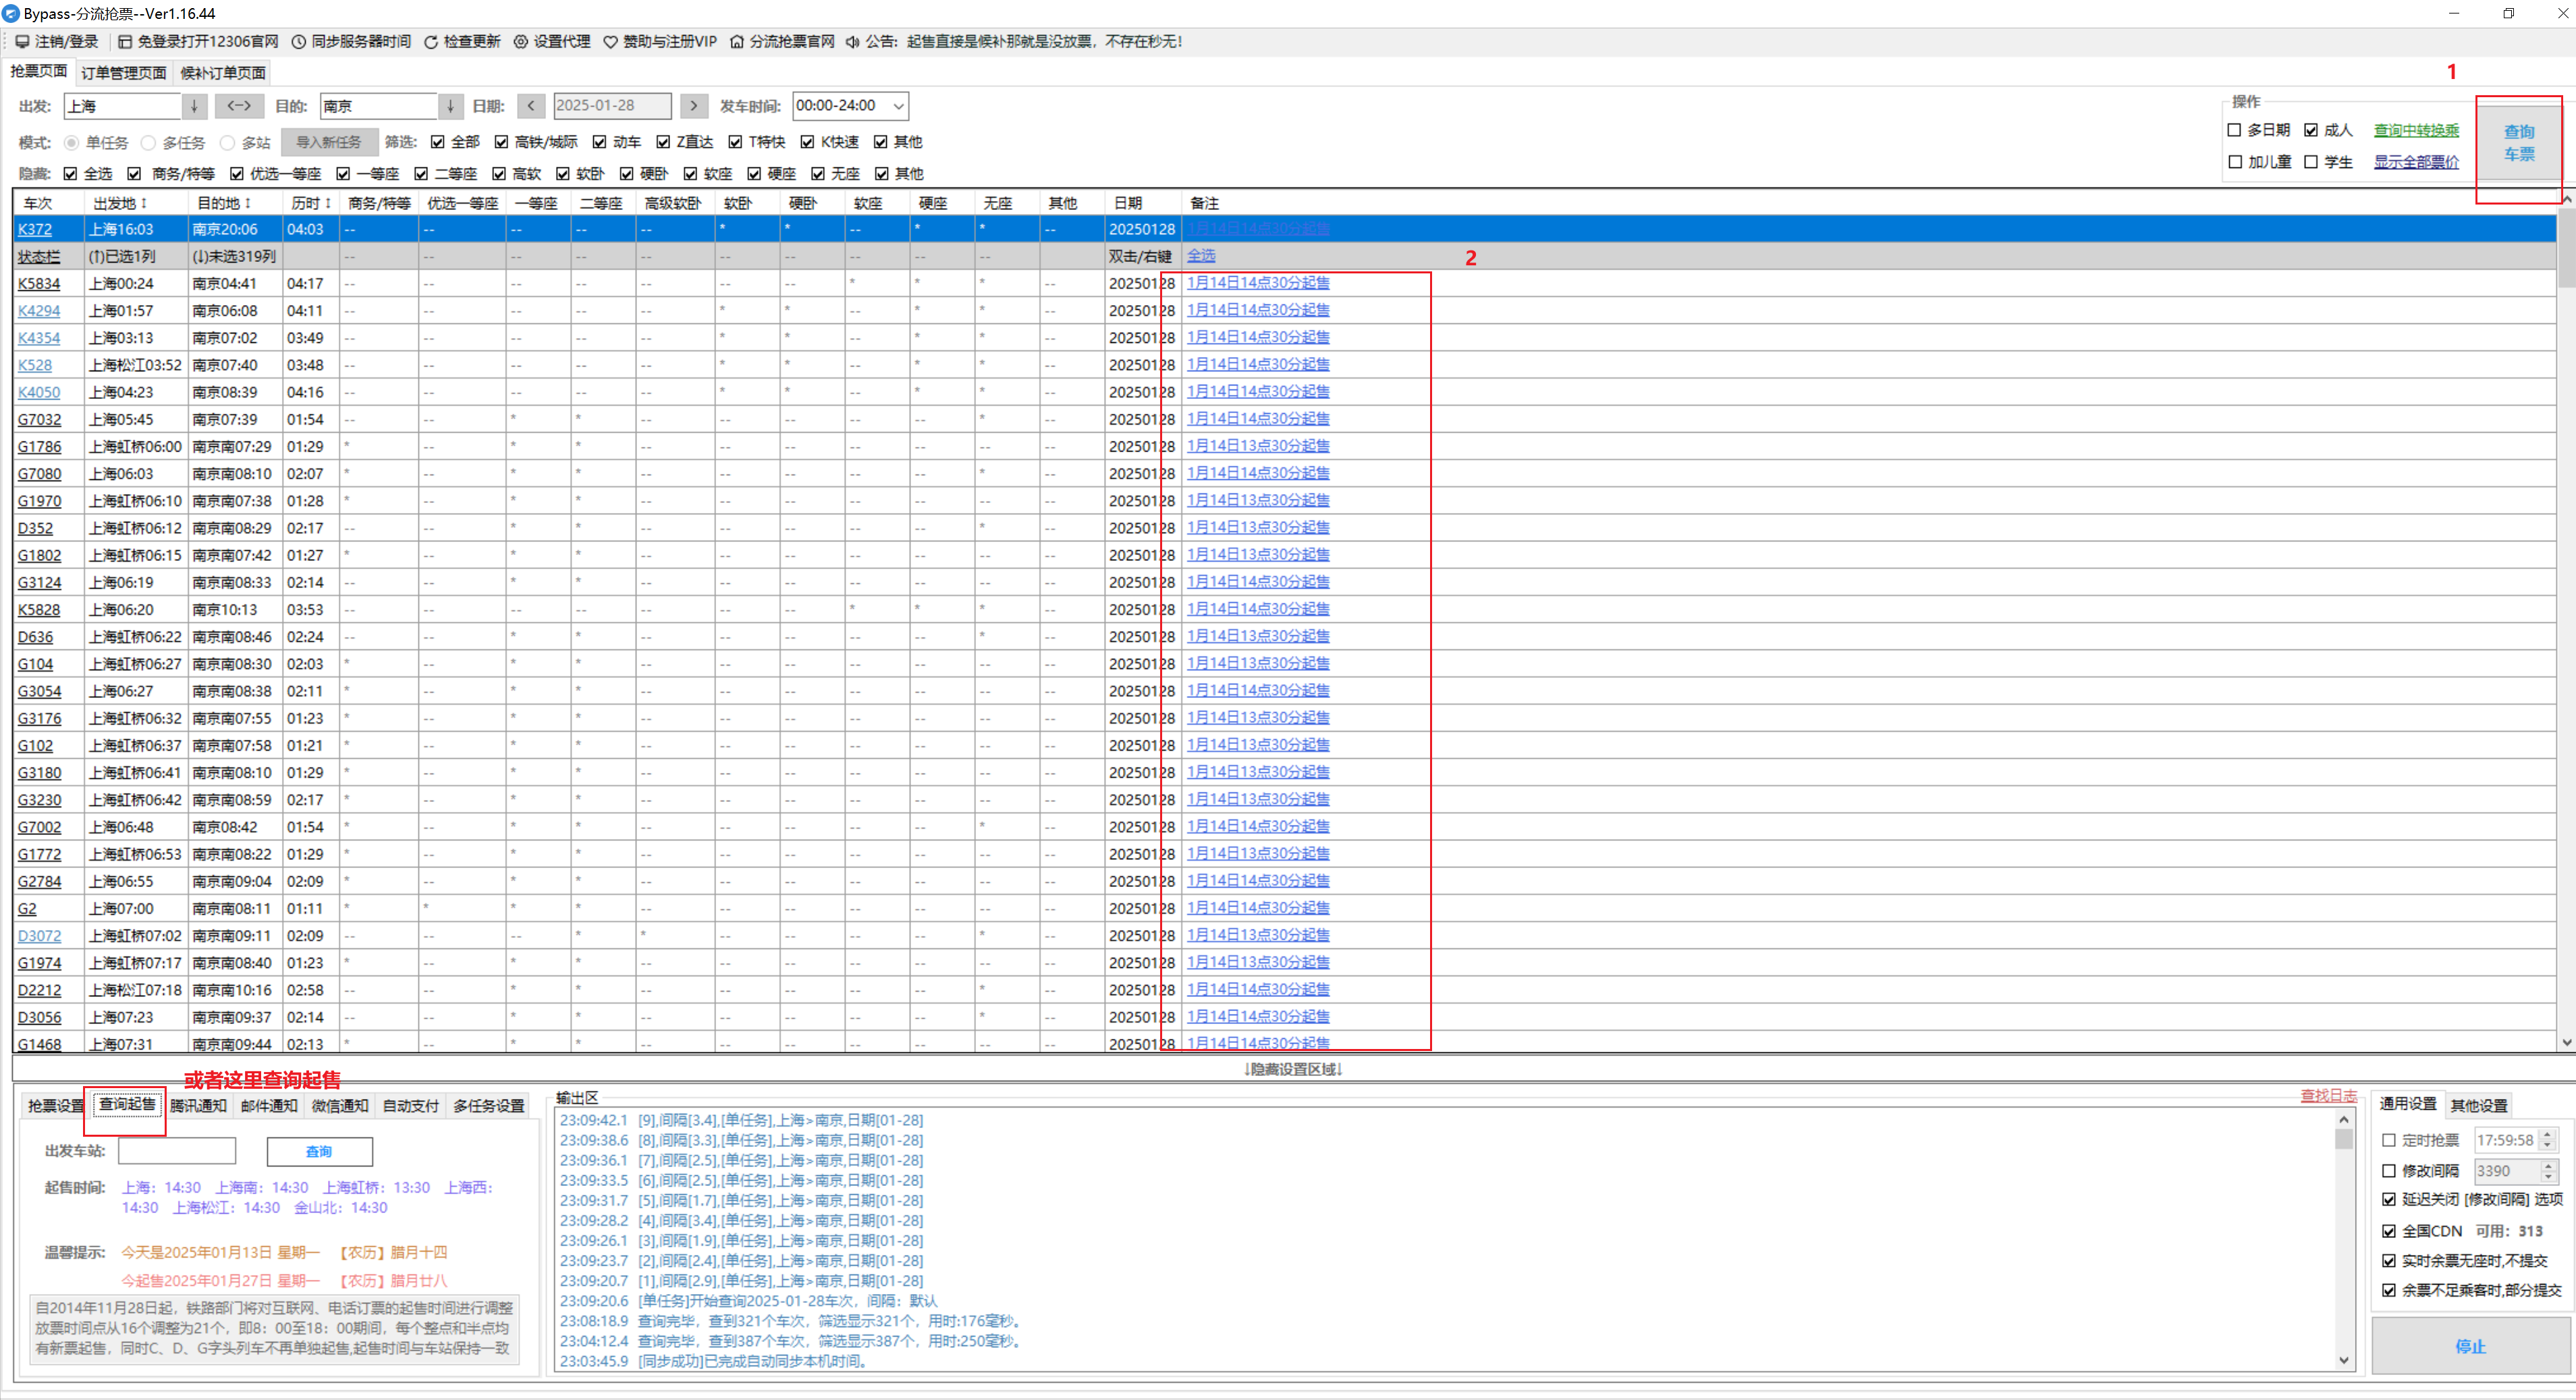 Bypass-分流抢票--Ver1.16.44
注销/登录 免登录打开12306官网 同步服务器时间 检查更新 设置代理 赞助与注册VIP 分流抢票官网 公告: 起售直接是候补那就是没放票，不存在秒无!
抢票页面 订单管理页面 候补订单页面
1
出发: 上海 ↓ <--> 目的: 南京 ↓ 日期: < 2025-01-28 > 发车时间: 00:00-24:00
操作
模式: 单任务 多任务 多站 导入新任务 筛选: 全部 高铁/城际 动车 Z直达 T特快 K快速 其他
多日期 成人 查询中转换乘
查询
车票
隐藏: 全选 商务/特等 优选一等座 一等座 二等座 高软 软卧 硬卧 软座 硬座 无座 其他
加儿童 学生 显示全部票价
车次 出发地↕ 目的地↕ 历时↕ 商务/特等 优选一等座 一等座 二等座 高级软卧 软卧 硬卧 软座 硬座 无座 其他 日期 备注
K372 上海16:03 南京20:06 04:03 -- -- -- -- -- * * -- * * -- 20250128 1月14日14点30分起售
状态栏 (↑)已选1列 (↓)未选319列 -- -- -- -- -- -- -- -- -- -- 双击/右键 全选
2
K5834 上海00:24 南京04:41 04:17 -- -- -- -- -- -- -- * * * -- 20250128 1月14日14点30分起售
K4294 上海01:57 南京06:08 04:11 -- -- -- -- -- * * -- * * -- 20250128 1月14日14点30分起售
K4354 上海03:13 南京07:02 03:49 -- -- -- -- -- * * -- * * -- 20250128 1月14日14点30分起售
K528 上海松江03:52 南京07:40 03:48 -- -- -- -- -- * * -- * * -- 20250128 1月14日14点30分起售
K4050 上海04:23 南京08:39 04:16 -- -- -- -- -- * * -- * * -- 20250128 1月14日14点30分起售
G7032 上海05:45 南京07:39 01:54 -- -- * * -- -- -- -- -- * -- 20250128 1月14日14点30分起售
G1786 上海虹桥06:00 南京南07:29 01:29 * -- * * -- -- -- -- -- -- -- 20250128 1月14日13点30分起售
G7080 上海06:03 南京南08:10 02:07 * -- * * -- -- -- -- -- * -- 20250128 1月14日14点30分起售
G1970 上海虹桥06:10 南京南07:38 01:28 * -- * * -- -- -- -- -- -- -- 20250128 1月14日13点30分起售
D352 上海虹桥06:12 南京南08:29 02:17 -- -- * * -- -- -- -- -- * -- 20250128 1月14日13点30分起售
G1802 上海虹桥06:15 南京南07:42 01:27 * -- * * -- -- -- -- -- -- -- 20250128 1月14日13点30分起售
G3124 上海06:19 南京南08:33 02:14 -- -- * * -- -- -- -- -- * -- 20250128 1月14日14点30分起售
K5828 上海06:20 南京10:13 03:53 -- -- -- -- -- -- -- * * * -- 20250128 1月14日14点30分起售
D636 上海虹桥06:22 南京南08:46 02:24 -- -- * * -- -- -- -- -- * -- 20250128 1月14日13点30分起售
G104 上海虹桥06:27 南京南08:30 02:03 * -- * * -- -- -- -- -- -- -- 20250128 1月14日13点30分起售
G3054 上海06:27 南京南08:38 02:11 * -- * * -- -- -- -- -- -- -- 20250128 1月14日14点30分起售
G3176 上海虹桥06:32 南京南07:55 01:23 * -- * * -- -- -- -- -- -- -- 20250128 1月14日13点30分起售
G102 上海虹桥06:37 南京南07:58 01:21 * -- * * -- -- -- -- -- -- -- 20250128 1月14日13点30分起售
G3180 上海虹桥06:41 南京南08:10 01:29 * -- * * -- -- -- -- -- -- -- 20250128 1月14日13点30分起售
G3230 上海虹桥06:42 南京南08:59 02:17 * -- * * -- -- -- -- -- -- -- 20250128 1月14日13点30分起售
G7002 上海06:48 南京08:42 01:54 * -- * * -- -- -- -- -- * -- 20250128 1月14日14点30分起售
G1772 上海虹桥06:53 南京南08:22 01:29 * -- * * -- -- -- -- -- -- -- 20250128 1月14日13点30分起售
G2784 上海06:55 南京南09:04 02:09 * -- * * -- -- -- -- -- -- -- 20250128 1月14日14点30分起售
G2 上海07:00 南京南08:11 01:11 * * * * -- -- -- -- -- -- -- 20250128 1月14日14点30分起售
D3072 上海虹桥07:02 南京南09:11 02:09 -- -- -- * * -- -- -- -- * -- 20250128 1月14日13点30分起售
G1974 上海虹桥07:17 南京南08:40 01:23 * -- * * -- -- -- -- -- -- -- 20250128 1月14日13点30分起售
D2212 上海松江07:18 南京南10:16 02:58 -- -- * * -- -- -- -- -- * -- 20250128 1月14日14点30分起售
D3056 上海07:23 南京南09:37 02:14 -- -- * * -- -- -- -- -- * -- 20250128 1月14日14点30分起售
G1468 上海07:31 南京南09:44 02:13 * -- * * -- -- -- -- -- -- -- 20250128 1月14日14点30分起售
↓隐藏设置区域↓
或者这里查询起售
抢票设置 查询起售 腾讯通知 邮件通知 微信通知 自动支付 多任务设置
出发车站: 查询
起售时间: 上海：14:30 上海南：14:30 上海虹桥：13:30 上海西：
14:30 上海松江：14:30 金山北：14:30
温馨提示: 今天是2025年01月13日 星期一 【农历】腊月十四
今起售2025年01月27日 星期一 【农历】腊月廿八
自2014年11月28日起，铁路部门将对互联网、电话订票的起售时间进行调整
放票时间点从16个调整为21个，即8：00至18：00期间，每个整点和半点均
有新票起售，同时C、D、G字头列车不再单独起售,起售时间与车站保持一致
输出区 查找日志
23:09:42.1 [9],间隔[3.4],[单任务],上海>南京,日期[01-28]
23:09:38.6 [8],间隔[3.3],[单任务],上海>南京,日期[01-28]
23:09:36.1 [7],间隔[2.5],[单任务],上海>南京,日期[01-28]
23:09:33.5 [6],间隔[2.5],[单任务],上海>南京,日期[01-28]
23:09:31.7 [5],间隔[1.7],[单任务],上海>南京,日期[01-28]
23:09:28.2 [4],间隔[3.4],[单任务],上海>南京,日期[01-28]
23:09:26.1 [3],间隔[1.9],[单任务],上海>南京,日期[01-28]
23:09:23.7 [2],间隔[2.4],[单任务],上海>南京,日期[01-28]
23:09:20.7 [1],间隔[2.9],[单任务],上海>南京,日期[01-28]
23:09:20.6 [单任务]开始查询2025-01-28车次，间隔：默认
23:08:18.9 查询完毕，查到321个车次，筛选显示321个，用时:176毫秒。
23:04:12.4 查询完毕，查到387个车次，筛选显示387个，用时:250毫秒。
23:03:45.9 [同步成功]已完成自动同步本机时间。
通用设置 其他设置
定时抢票 17:59:58
修改间隔 3390
延迟关闭 [修改间隔] 选项
全国CDN 可用：313
实时余票无座时,不提交
余票不足乘客时,部分提交
停止